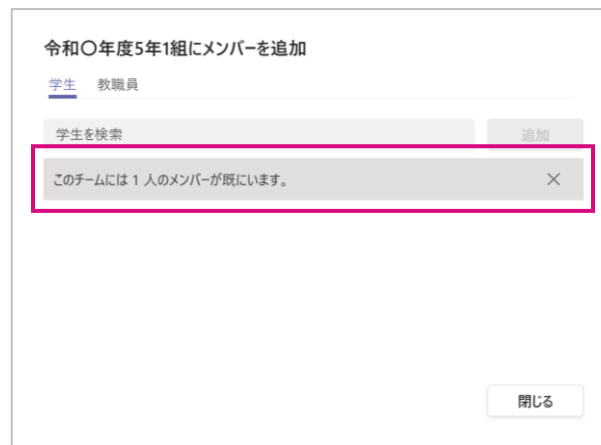 令和〇年度5年1組にメンバーを追加
学生 教職員
学生を検索 追加
このチームには 1 人のメンバーが既にいます。
閉じる